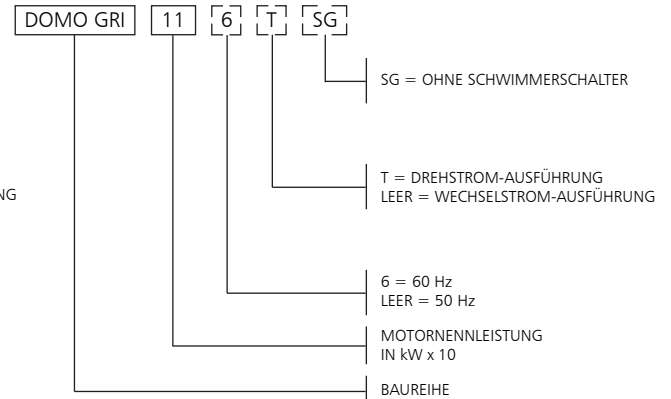 DOMO GRI 11 6 T SG
SG = OHNE SCHWIMMERSCHALTER
T = DREHSTROM-AUSFÜHRUNG
LEER = WECHSELSTROM-AUSFÜHRUNG
NG
6 = 60 Hz
LEER = 50 Hz
MOTORNENNLEISTUNG
IN kW x 10
BAUREIHE